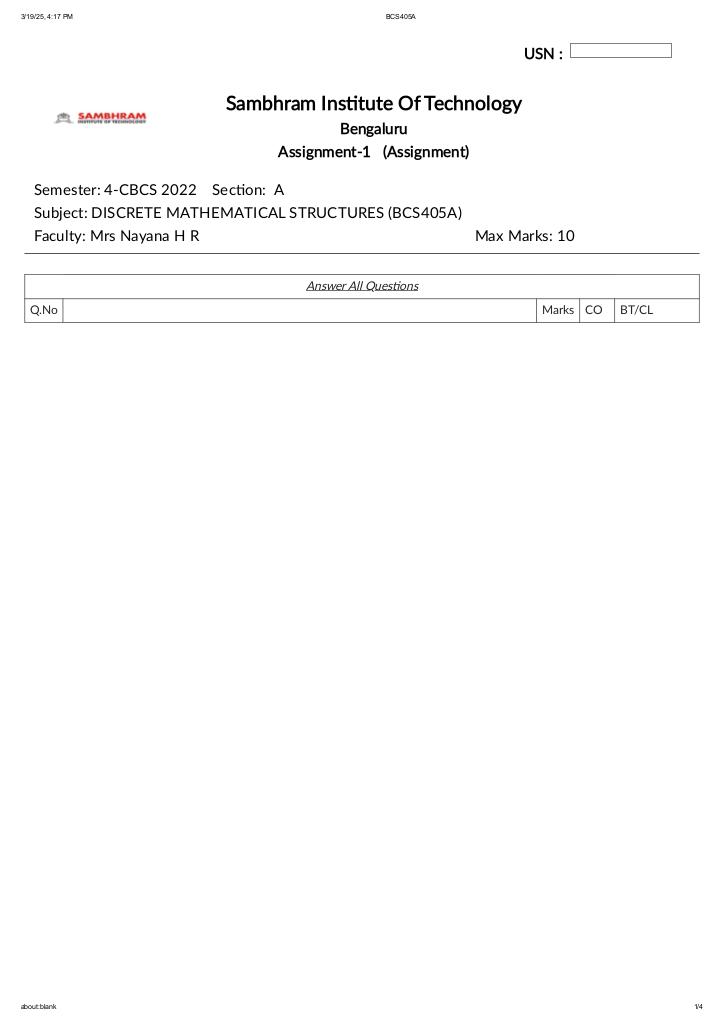 3/19/25, 4:17 PM BCS405A
USN :
Sambhram Institute Of Technology
SAMBHRAM
INSTITUTE OF TECHNOLOGY
Bengaluru
Assignment-1 (Assignment)
Semester: 4-CBCS 2022 Section: A
Subject: DISCRETE MATHEMATICAL STRUCTURES (BCS405A)
Faculty: Mrs Nayana H R Max Marks: 10
Answer All Questions
Q.No Marks CO BT/CL
about:blank 1/4